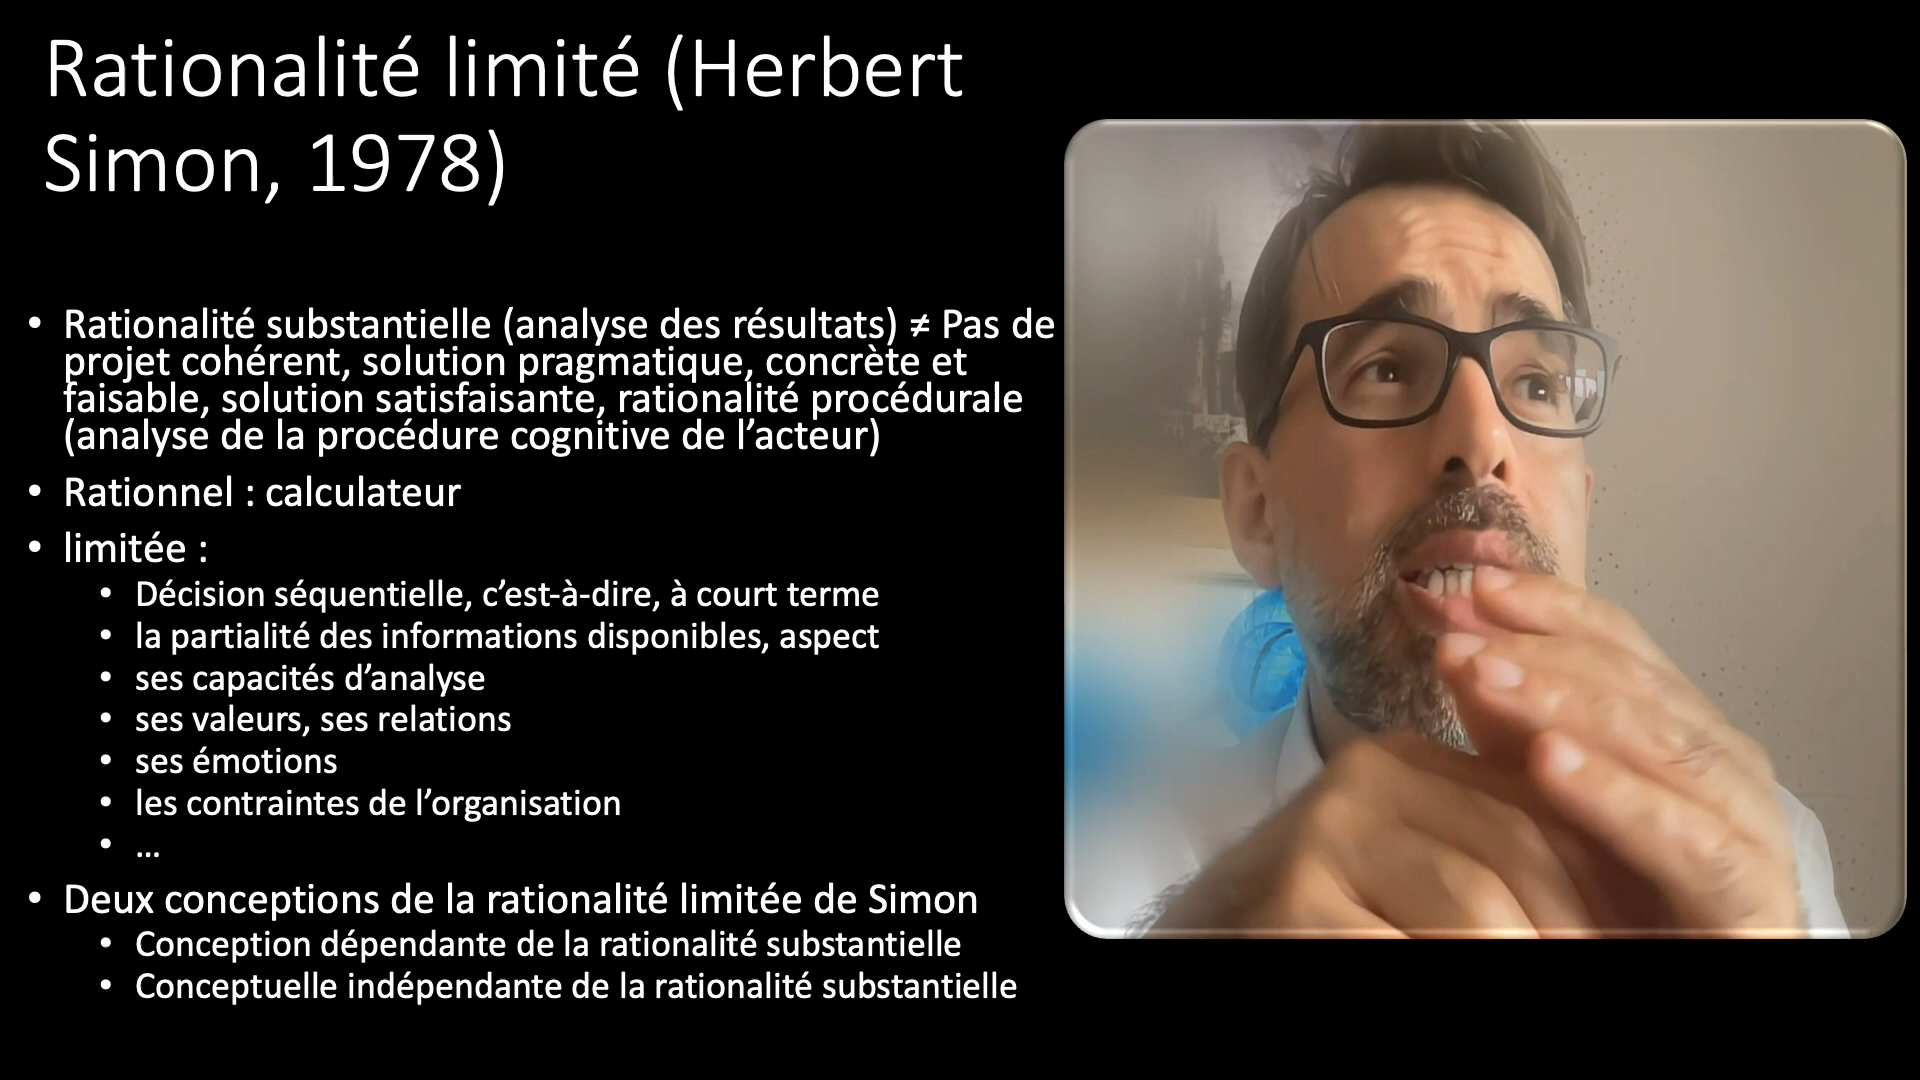 Rationalité limité (Herbert
Simon, 1978)
• Rationalité substantielle (analyse des résultats) ≠ Pas de
projet cohérent, solution pragmatique, concrète et
faisable, solution satisfaisante, rationalité procédurale
(analyse de la procédure cognitive de l’acteur)
• Rationnel : calculateur
• limitée :
• Décision séquentielle, c’est-à-dire, à court terme
• la partialité des informations disponibles, aspect
• ses capacités d’analyse
• ses valeurs, ses relations
• ses émotions
• les contraintes de l’organisation
• …
• Deux conceptions de la rationalité limitée de Simon
• Conception dépendante de la rationalité substantielle
• Conceptuelle indépendante de la rationalité substantielle